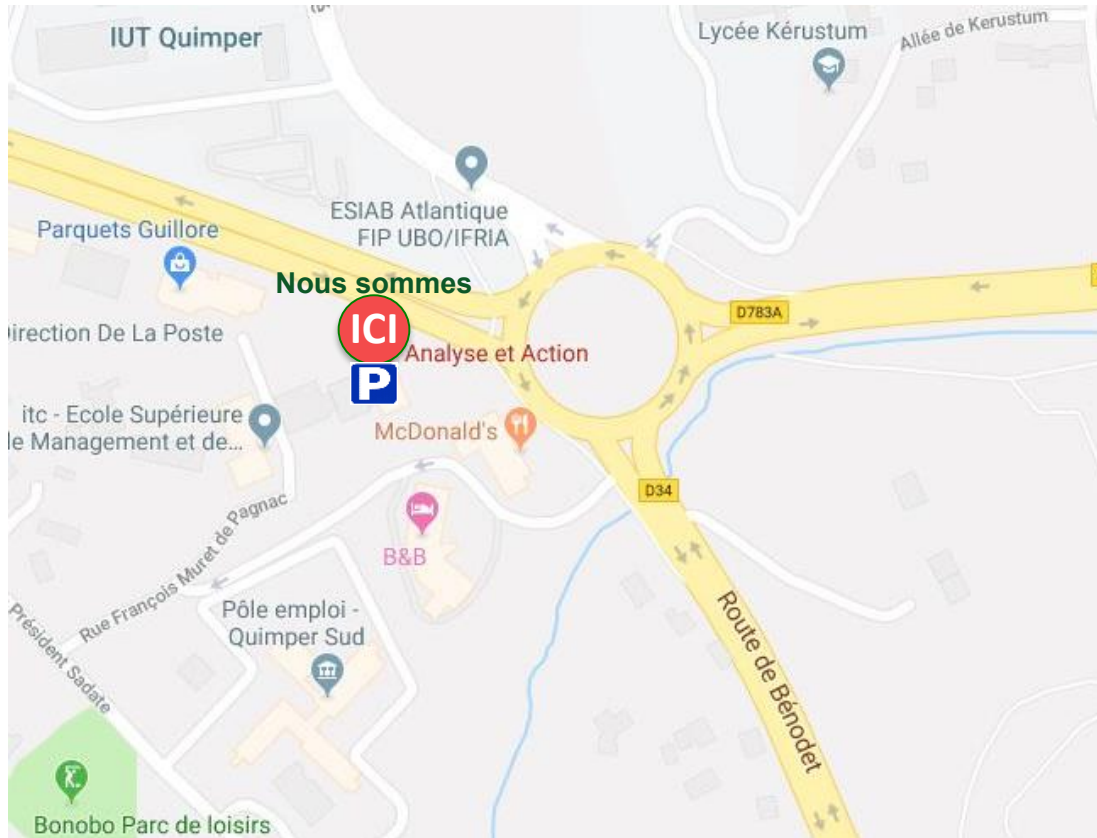 IUT Quimper
Lycée Kérustum
Allée de Kerustum
ESIAB Atlantique
FIP UBO/IFRIA
Parquets Guillore
Nous sommes
ICI
P
D783A
Direction De La Poste
Analyse et Action
itc - Ecole Supérieure
de Management et de...
McDonald's
D34
B&B
Rue François Muret de Pagnac
Pôle emploi -
Quimper Sud
Route de Bénodet
Président Sadate
Bonobo Parc de loisirs